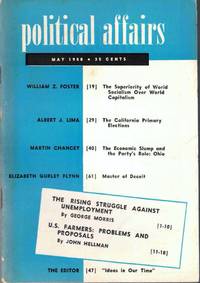 political affairs
MAY 1958 • 35 CENTS
WILLIAM Z. FOSTER [19] The Superiority of World
Socialism Over World
Capitalism
ALBERT J. LIMA [29] The California Primary
Elections
MARTIN CHANCEY [40] The Economic Slump and
the Party's Role: Ohio
ELIZABETH GURLEY FLYNN [61] Master of Deceit
THE RISING STRUGGLE AGAINST
UNEMPLOYMENT [1-10]
By GEORGE MORRIS
U.S. FARMERS: PROBLEMS AND
PROPOSALS [11-18]
By JOHN HELLMAN
THE EDITOR [47] "Ideas in Our Time"